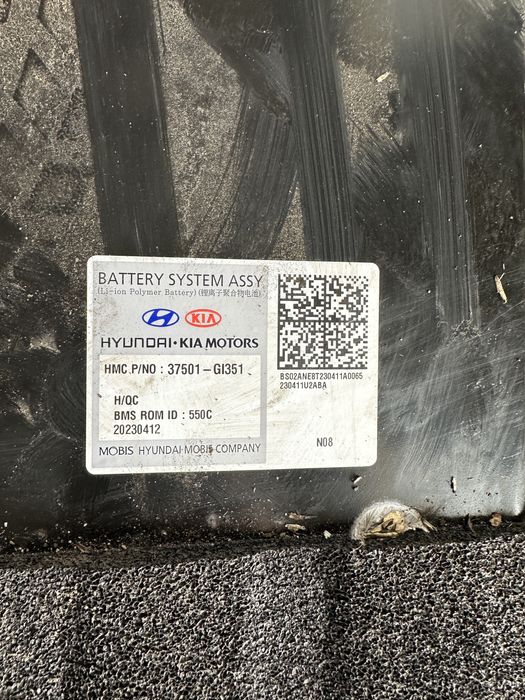 BATTERY SYSTEM ASSY
(Li-ion Polymer Battery)(锂离子聚合物电池)
KIA
HYUNDAI • KIA MOTORS
HMC P/NO : 37501-GI351
H/QC
BMS ROM ID : 550C
20230412
MOBIS HYUNDAI MOBIS COMPANY
BS02ANE8T230411A0065
230411U2ABA
N08